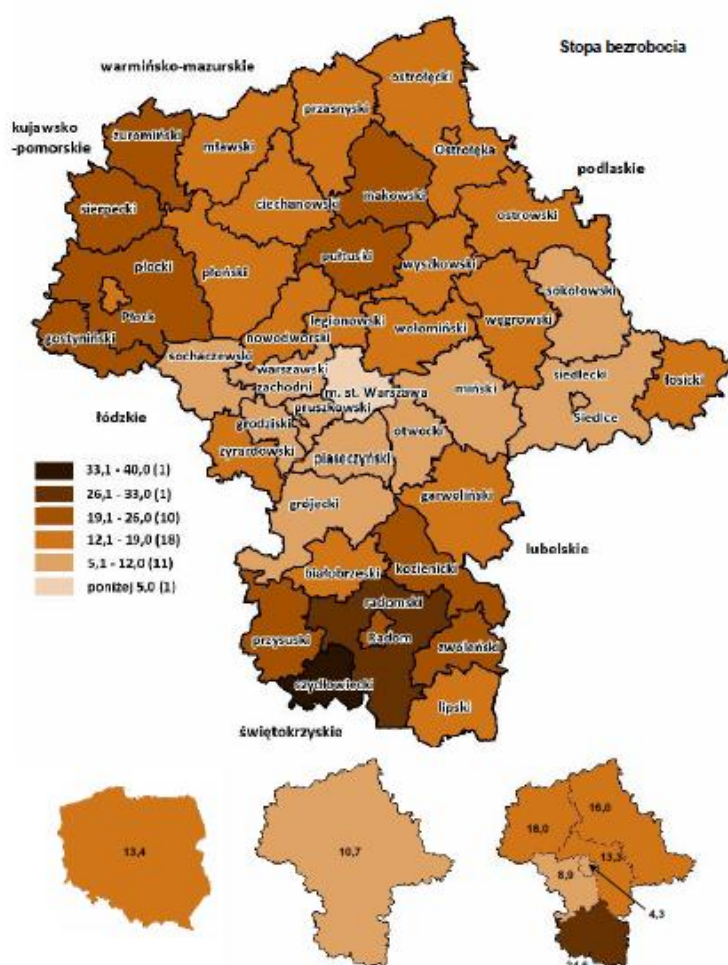 Stopa bezrobocia
warmińsko-mazurskie
ostrołęcki
przasnyski
kujawsko
-pomorskie
żuromiński
mławski
Ostrołęka
podlaskie
sierpecki
ciechanowski
makowski
ostrowski
płocki
płoński
pułtuski
wyszkowski
sokołowski
Płock
gostyniński
nowodworski
legionowski
wołomiński
węgrowski
sochaczewski
warszawski
zachodni
m. st. Warszawa
miński
siedlecki
łosicki
Siedlce
pruszkowski
łódzkie
grodziski
otwocki
żyrardowski
piaseczyński
33,1 - 40,0 (1)
26,1 - 33,0 (1)
19,1 - 26,0 (10)
12,1 - 19,0 (18)
5,1 - 12,0 (11)
poniżej 5,0 (1)
grójecki
garwoliński
lubelskie
białobrzeski
kozienicki
radomski
przysuski
Radom
zwoleński
szydłowiecki
lipski
świętokrzyskie
13,4
10,7
16,0
18,0
13,3
8,9
4,3